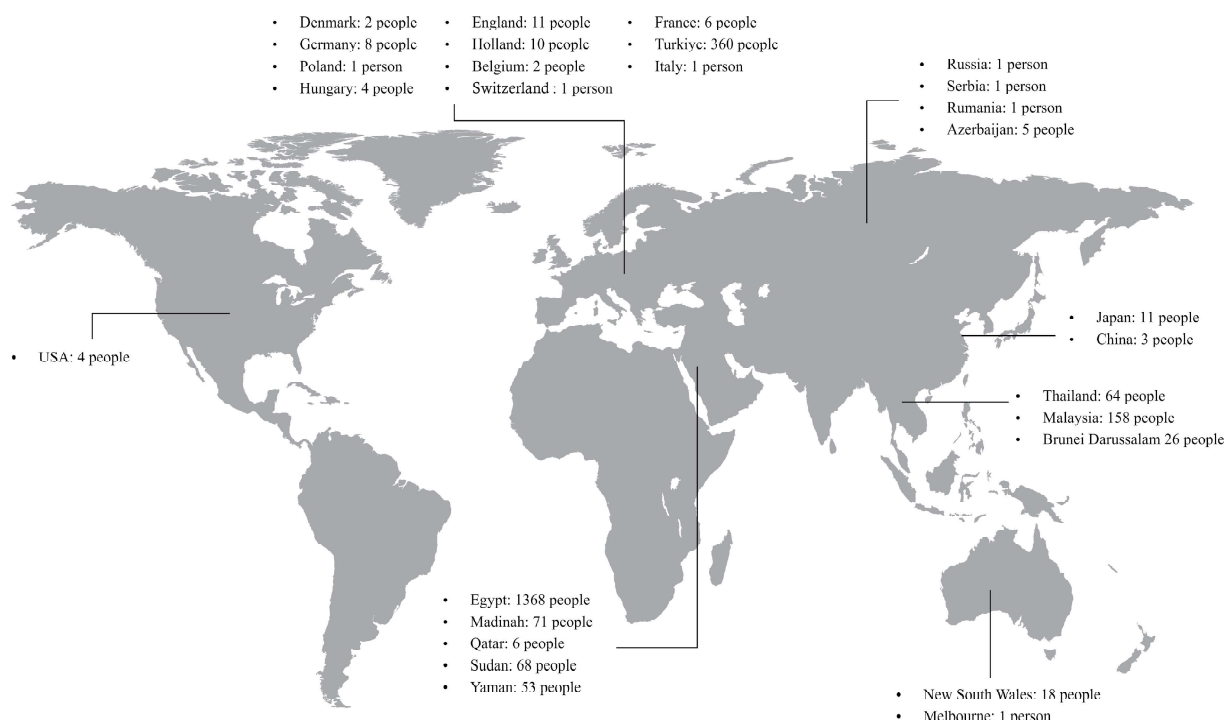 • Denmark: 2 people
• Germany: 8 people
• Poland: 1 person
• Hungary: 4 people
• England: 11 people
• Holland: 10 people
• Belgium: 2 people
• Switzerland : 1 person
• France: 6 people
• Turkiye: 360 people
• Italy: 1 person
• Russia: 1 person
• Serbia: 1 person
• Rumania: 1 person
• Azerbaijan: 5 people
• USA: 4 people
• Japan: 11 people
• China: 3 people
• Thailand: 64 people
• Malaysia: 158 people
• Brunei Darussalam 26 people
• Egypt: 1368 people
• Madinah: 71 people
• Qatar: 6 people
• Sudan: 68 people
• Yaman: 53 people
• New South Wales: 18 people
• Melbourne: 1 person